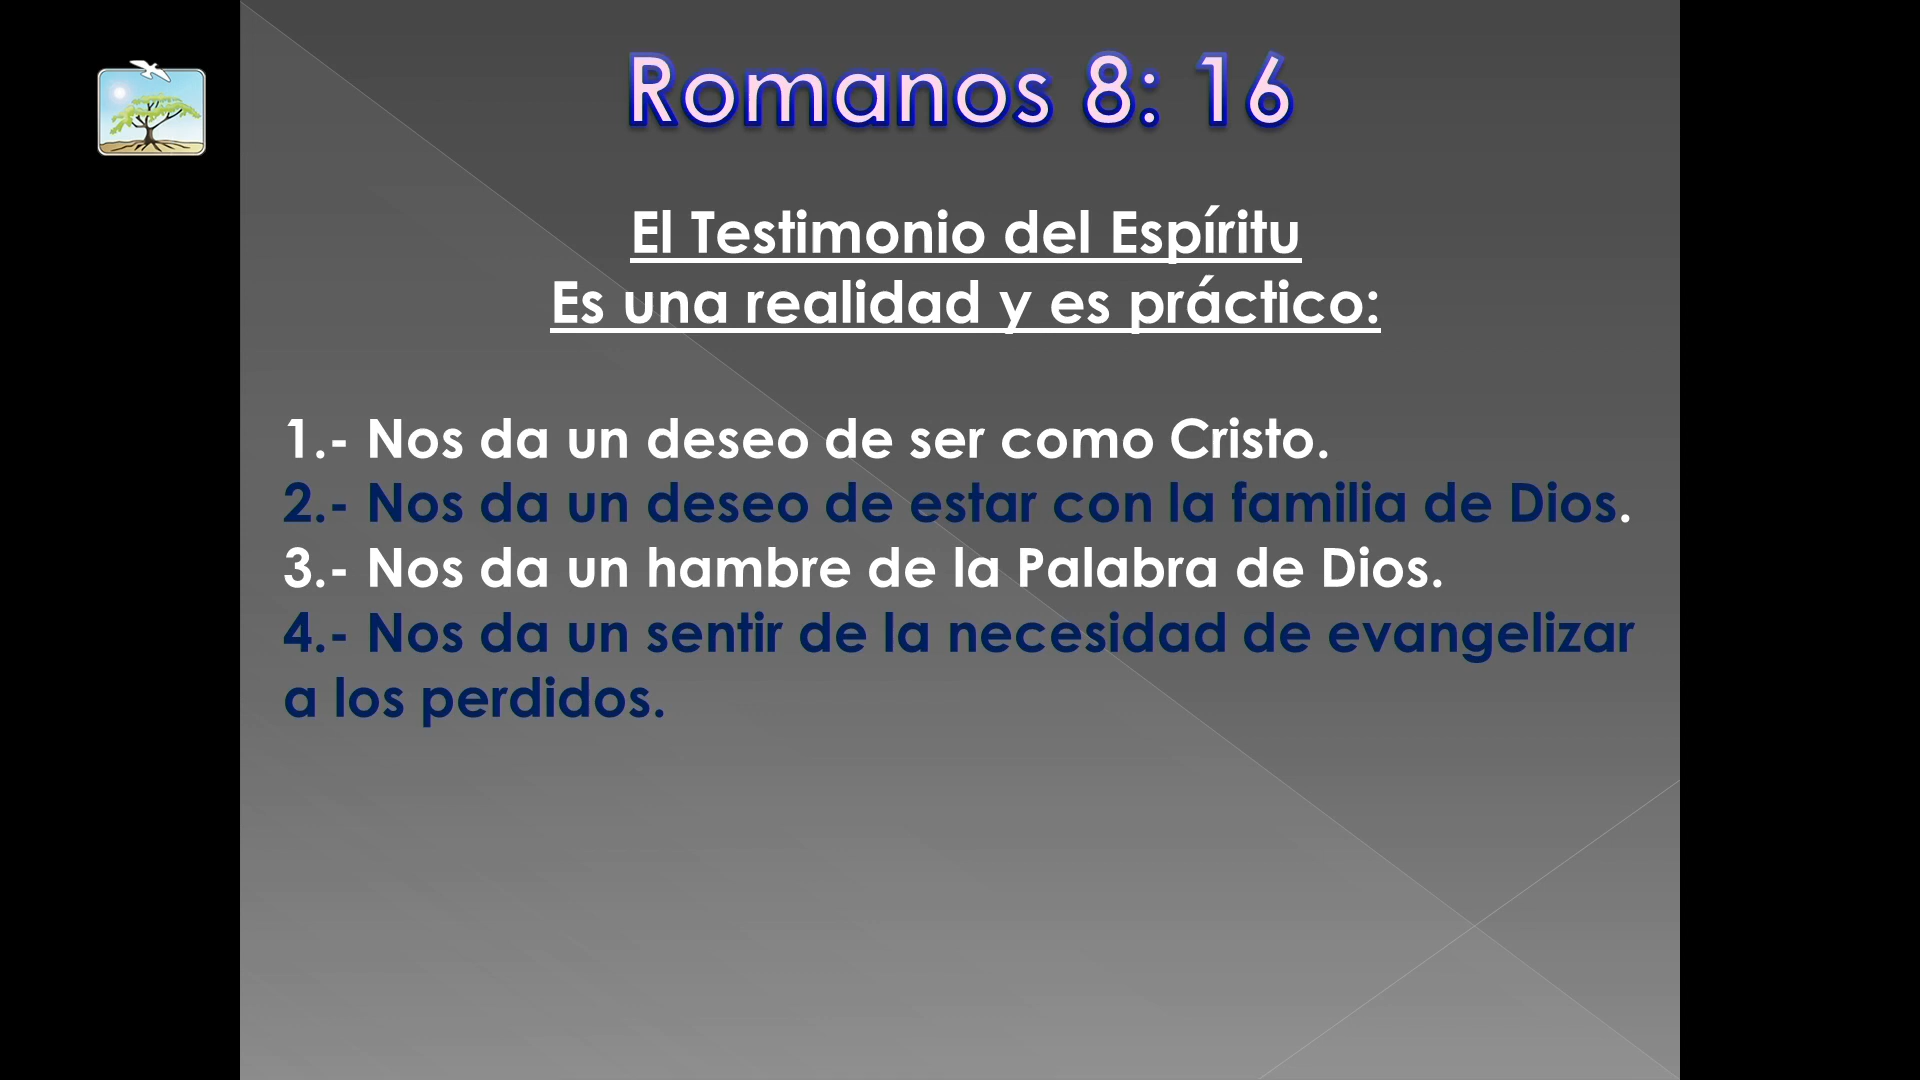 Romanos 8: 16
El Testimonio del Espíritu
Es una realidad y es práctico:
1.- Nos da un deseo de ser como Cristo.
2.- Nos da un deseo de estar con la familia de Dios.
3.- Nos da un hambre de la Palabra de Dios.
4.- Nos da un sentir de la necesidad de evangelizar
a los perdidos.